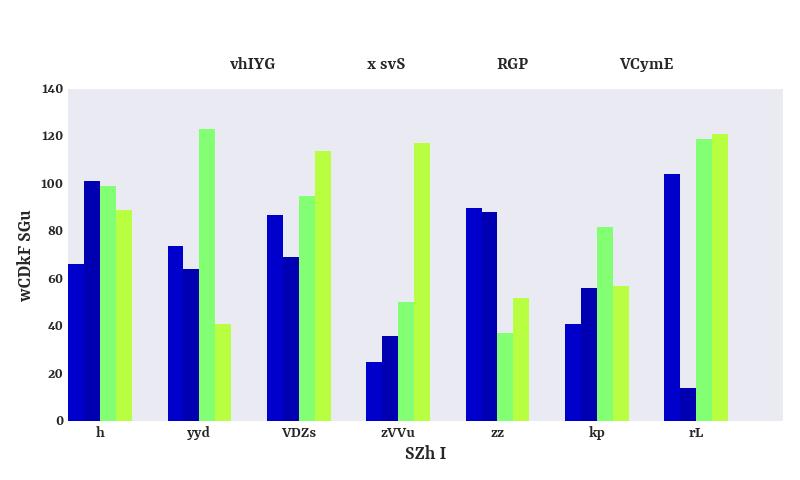 vhIYG x svS RGP VCymE
140
120
100
80
60
40
20
0
wCDkF SGu
h yyd VDZs zVVu zz kp rL
SZh I